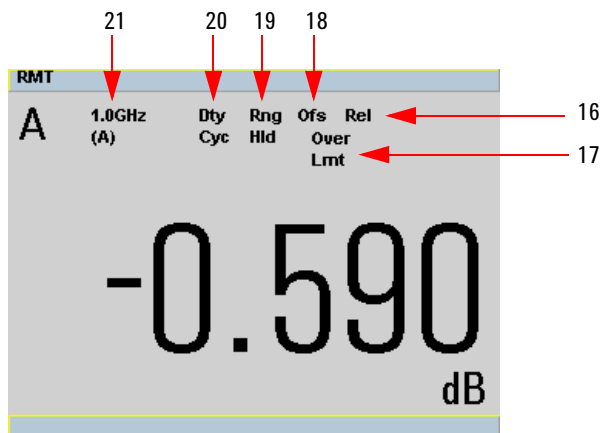 21 20 19 18
RMT
A 1.0GHz Dty Rng Ofs Rel 16
(A) Cyc Hld Over
Lmt 17
-0.590
dB